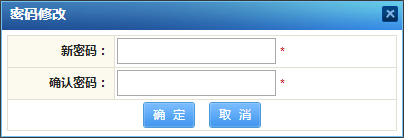 密码修改
新密码： *
确认密码： *
确 定 取 消